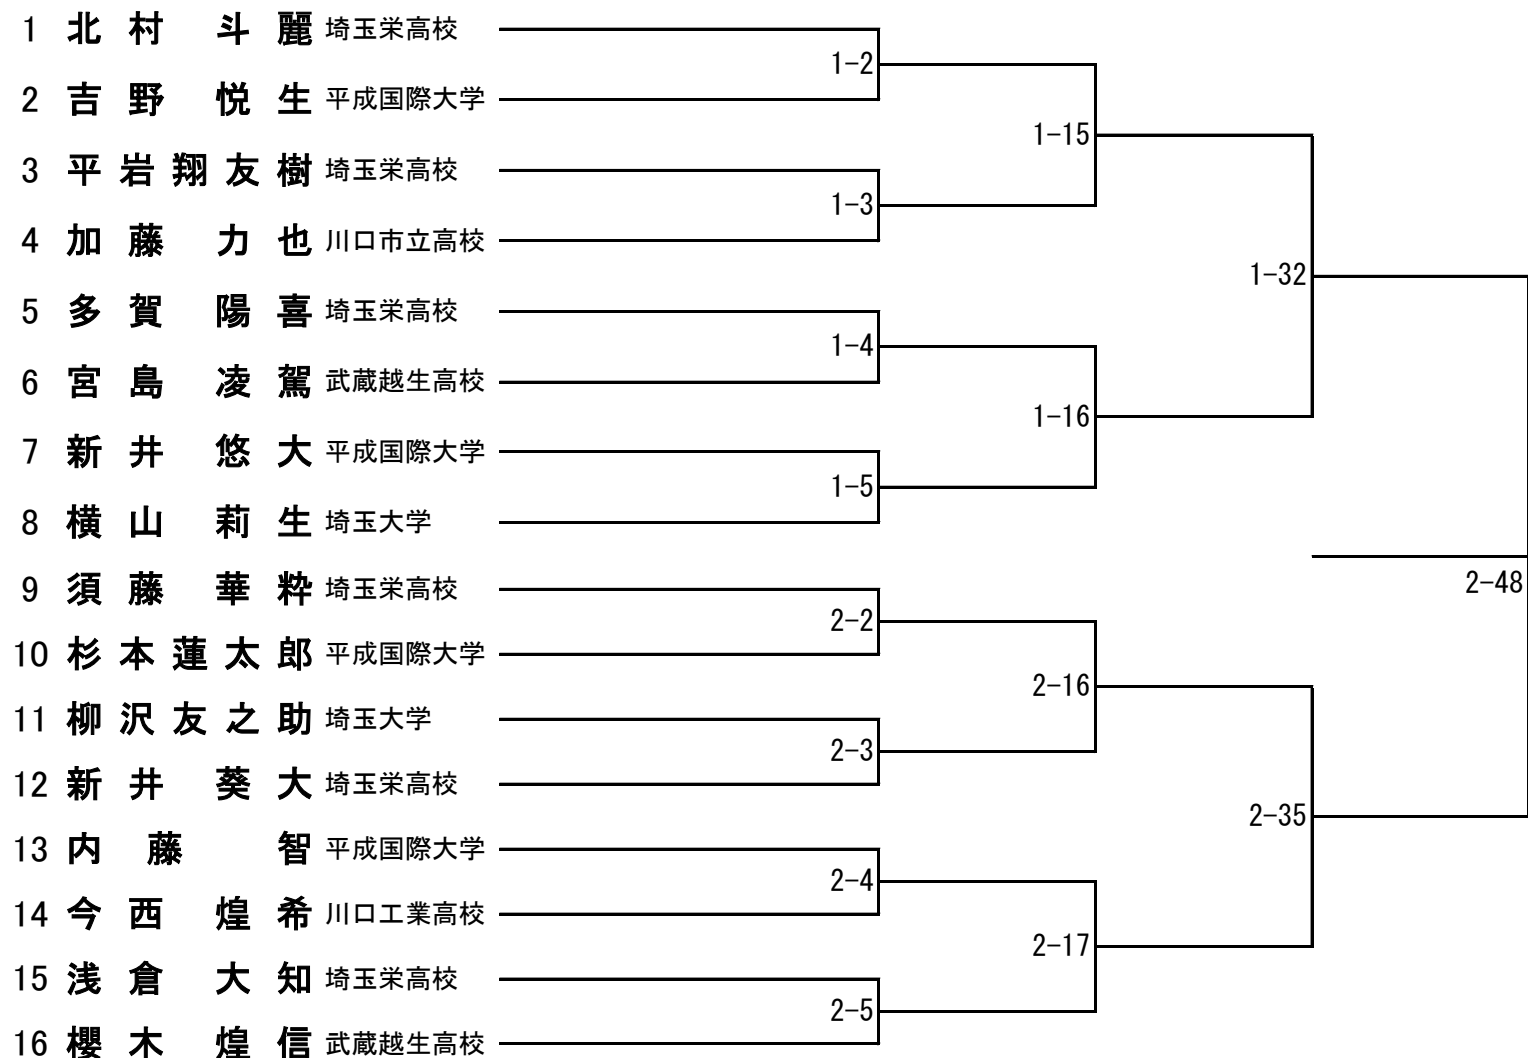 1 北村 斗麗 埼玉栄高校
1-2
2 吉野 悦生 平成国際大学
1-15
3 平岩翔友樹 埼玉栄高校
1-3
4 加藤 力也 川口市立高校
1-32
5 多賀 陽喜 埼玉栄高校
1-4
6 宮島 凌駕 武蔵越生高校
1-16
7 新井 悠大 平成国際大学
1-5
8 横山 莉生 埼玉大学
2-48
9 須藤 華粋 埼玉栄高校
2-2
10 杉本蓮太郎 平成国際大学
2-16
11 柳沢友之助 埼玉大学
2-3
12 新井 葵大 埼玉栄高校
2-35
13 内藤 智 平成国際大学
2-4
14 今西 煌希 川口工業高校
2-17
15 浅倉 大知 埼玉栄高校
2-5
16 櫻木 煌信 武蔵越生高校